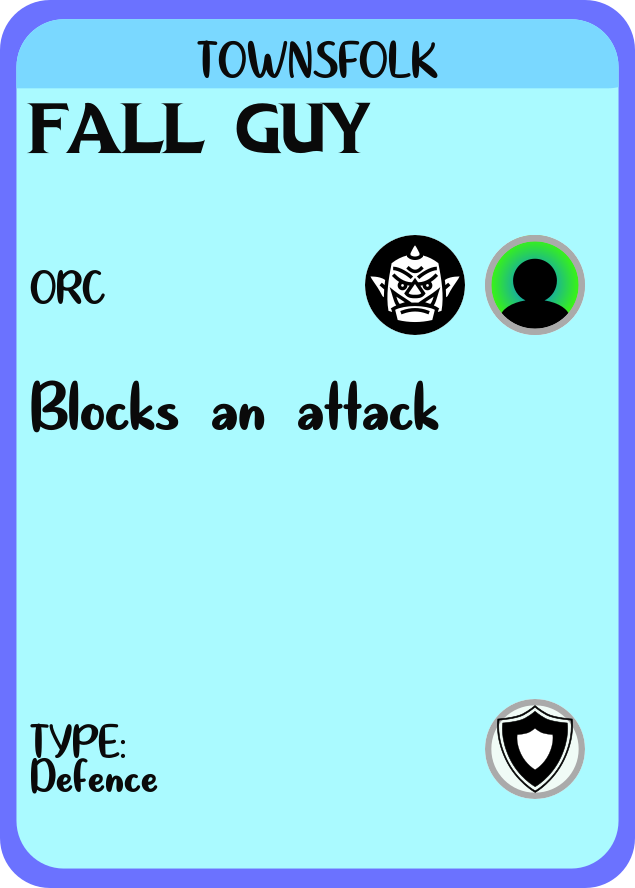 TOWNSFOLK
FALL GUY
ORC
Blocks an attack
TYPE:
Defence